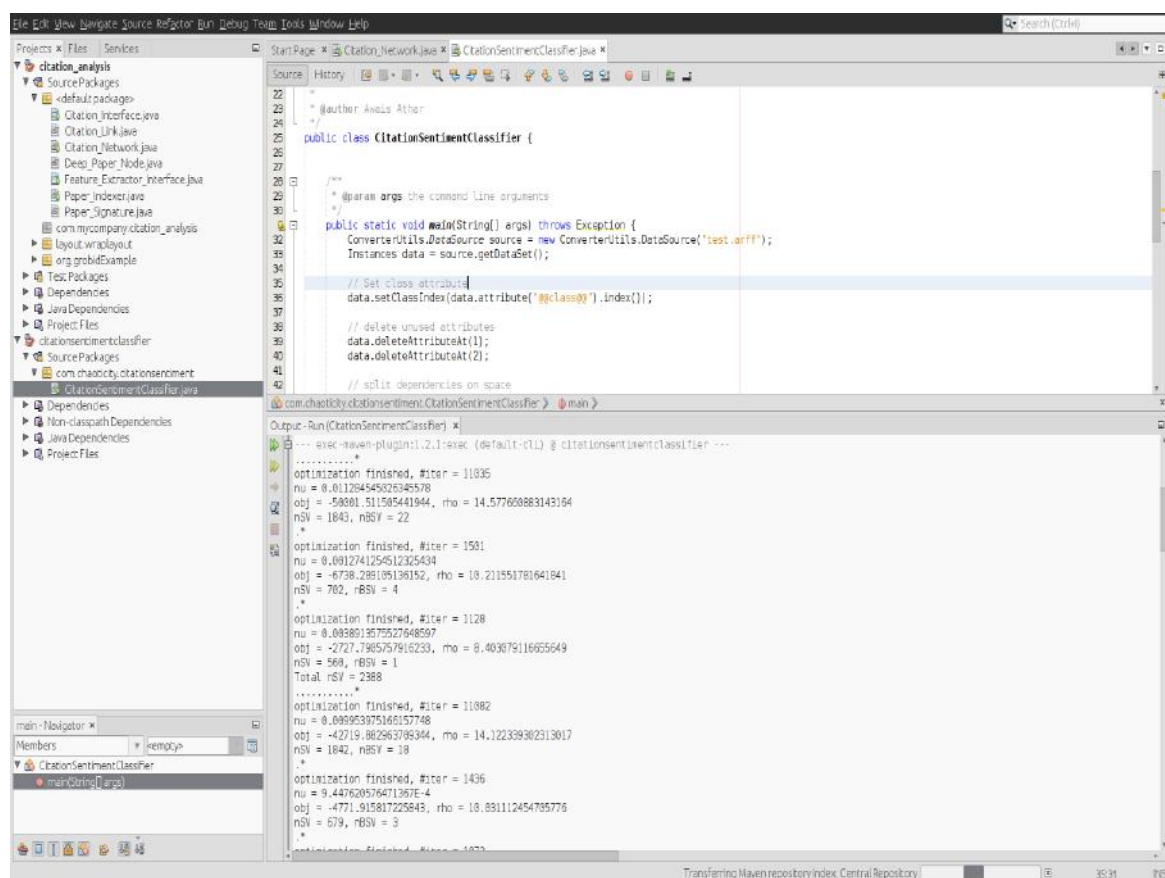 File Edit View Navigate Source Refactor Run Debug Team Tools Window Help
Search (Ctrl+I)
Projects × Files Services
citation_analysis
Source Packages
<default package>
Citation_Interface.java
Citation_Link.java
Citation_Network.java
Deep_Paper_Node.java
Feature_Extractor_Interface.java
Paper_Indexer.java
Paper_Signature.java
com.mycompany.citation_analysis
layout.wraplayout
org.grobidExample
Test Packages
Dependencies
Java Dependencies
Project Files
citationsentimentclassifier
Source Packages
com.chaoticity.citationsentiment
CitationSentimentClassifier.java
Dependencies
Non-classpath Dependencies
Java Dependencies
Project Files
Start Page × Citation_Network.java × CitationSentimentClassifier.java ×
Source History
22 *
23 * @author Awais Athar
24 */
25 public class CitationSentimentClassifier {
26
27
28 /**
29 * @param args the command line arguments
30 */
public static void main(String[] args) throws Exception {
32 ConverterUtils.DataSource source = new ConverterUtils.DataSource("test.arff");
33 Instances data = source.getDataSet();
34
35 // Set class attribute
36 data.setClassIndex(data.attribute("@@class@@").index());
37
38 // delete unused attributes
39 data.deleteAttributeAt(1);
40 data.deleteAttributeAt(2);
41
42 // split dependencies on space
com.chaoticity.citationsentiment.CitationSentimentClassifier > main >
Output - Run (CitationSentimentClassifier) ×
--- exec-maven-plugin:1.2.1:exec (default-cli) @ citationsentimentclassifier ---
...........*
optimization finished, #iter = 11035
nu = 0.011284545026345578
obj = -50001.511505441944, rho = 14.577660883143164
nSV = 1843, nBSV = 22
.*
optimization finished, #iter = 1501
nu = 0.0012741254512325434
obj = -6738.209105136152, rho = 10.211551701641041
nSV = 702, nBSV = 4
.*
optimization finished, #iter = 1128
nu = 0.0038913575527648597
obj = -2727.7905757916233, rho = 8.403079116655649
nSV = 560, nBSV = 1
Total nSV = 2388
...........*
optimization finished, #iter = 11082
nu = 0.009953975166157748
obj = -42719.882963709344, rho = 14.122339302313017
nSV = 1842, nBSV = 18
.*
optimization finished, #iter = 1436
nu = 9.447620576471367E-4
obj = -4771.915817225843, rho = 10.031112454705776
nSV = 679, nBSV = 3
.*
main - Navigator ×
Members <empty>
CitationSentimentClassifier
main(String[] args)
Transferring Maven repository index: Central Repository
35:31 INS